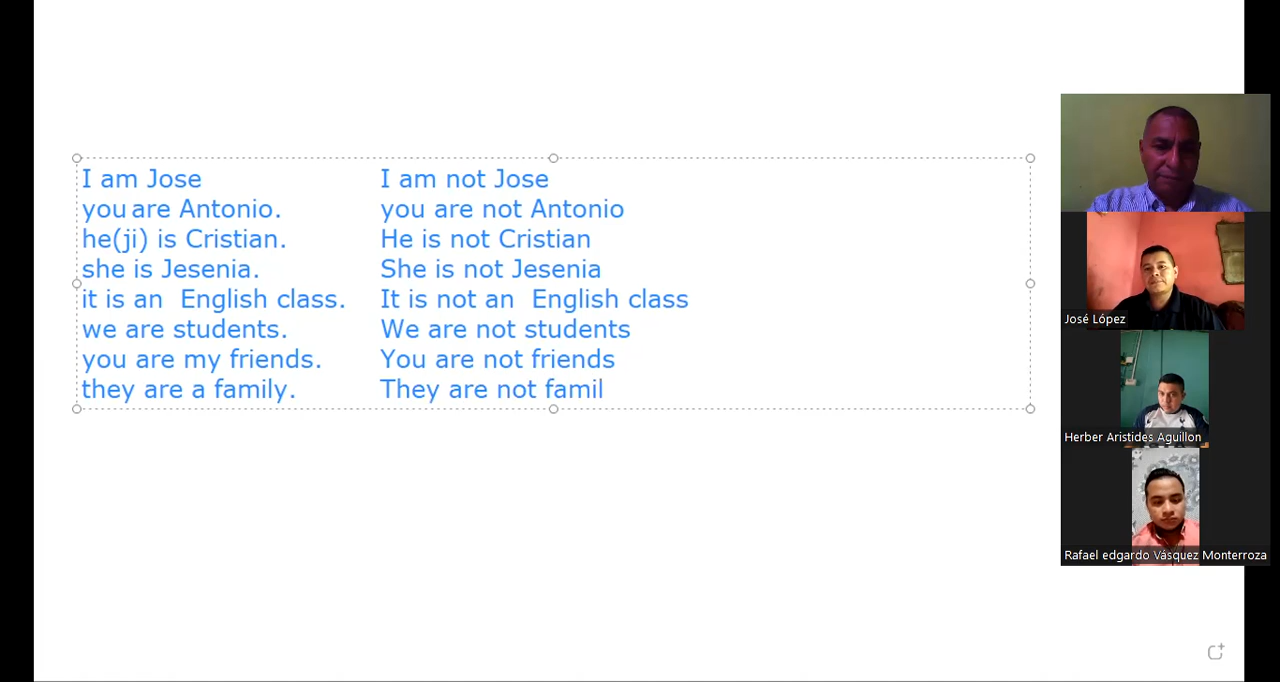 I am Jose I am not Jose
you are Antonio. you are not Antonio
he(ji) is Cristian. He is not Cristian
she is Jesenia. She is not Jesenia
it is an English class. It is not an English class
we are students. We are not students
you are my friends. You are not friends
they are a family. They are not famil
José López
Herber Aristides Aguillon
Rafael edgardo Vásquez Monterroza